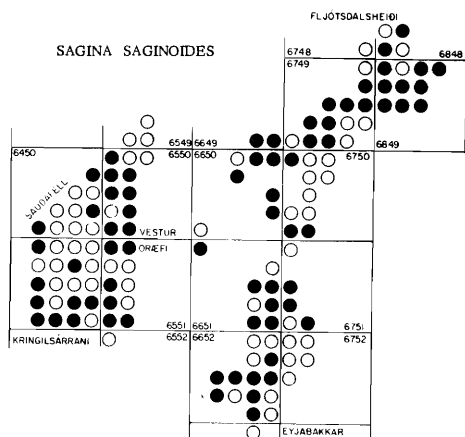 FLJÓTSDALSHEIÐI
SAGINA SAGINOIDES
6748
6749
6848
6450
6549
6649
6550
6650
6750
6849
SAUÐAFELL
VESTUR
ÖRÆFI
6551
6651
6751
KRINGILSÁRRANI
6552
6652
6752
EYJABAKKAR